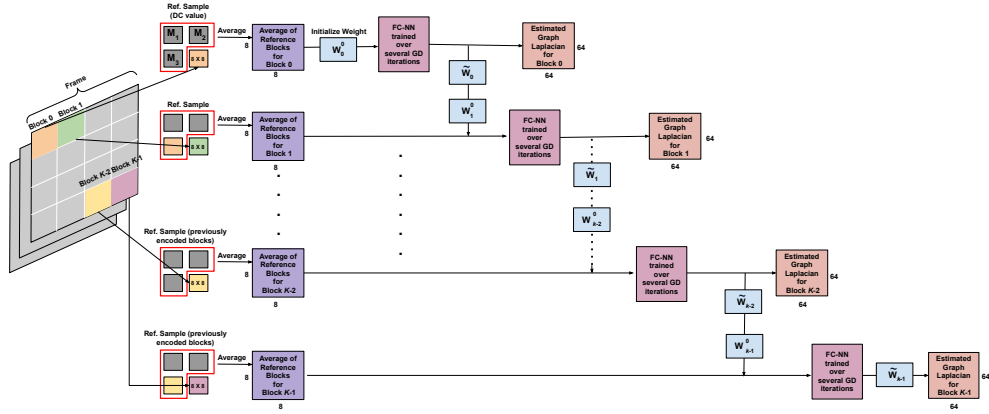 Ref. Sample
(DC value)
M1 M2
M3 8 X 8
Average
8
Average of
Reference
Blocks
for
Block 0
8
Initialize Weight
W_0^0
FC-NN
trained
over
several GD
iterations
W̃_0
W_1^0
Estimated
Graph
Laplacian
for
Block 0
64
64
Frame
Block 0 Block 1
Block K-2 Block K-1
Ref. Sample
8 X 8
Average
8
Average of
Reference
Blocks
for
Block 1
8
FC-NN
trained
over
several GD
iterations
W̃_1
W_{k-2}^0
Estimated
Graph
Laplacian
for
Block 1
64
64
Ref. Sample (previously
encoded blocks)
8 X 8
Average
8
Average of
Reference
Blocks
for
Block K-2
8
FC-NN
trained
over
several GD
iterations
W̃_{k-2}
W_{k-1}^0
Estimated
Graph
Laplacian
for
Block K-2
64
64
Ref. Sample (previously
encoded blocks)
8 X 8
Average
8
Average of
Reference
Blocks
for
Block K-1
8
FC-NN
trained
over
several GD
iterations
W̃_{k-1}
Estimated
Graph
Laplacian
for
Block K-1
64
64